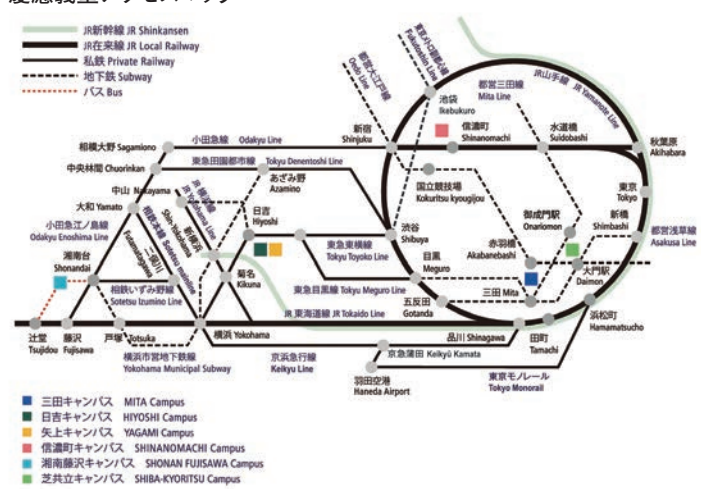 JR新幹線 JR Shinkansen
JR在来線 JR Local Railway
私鉄 Private Railway
地下鉄 Subway
バス Bus
東京メトロ副都心線
Fukutoshin Line
都営大江戸線
Oedo Line
池袋
Ikebukuro
都営三田線
Mita Line
JR山手線 JR Yamanote Line
相模大野 Sagamiono
小田急線 Odakyu Line
新宿
Shinjuku
信濃町
Shinanomachi
水道橋
Suidobashi
秋葉原
Akihabara
中央林間 Chuorinkan
東急田園都市線 Tokyu Denentoshi Line
あざみ野
Azamino
中山 Nakayama
JR横浜線
JR Yokohama Line
国立競技場
Kokuritsu kyougijou
東京
Tokyo
大和 Yamato
日吉
Hiyoshi
新横浜
Shin-Yokohama
御成門駅
Onariomon
新橋
Shimbashi
小田急江ノ島線
Odakyu Enoshima Line
相鉄本線 Sotetsu mainline
二俣川
Futamatagawa
渋谷
Shibuya
赤羽橋
Akabanebashi
都営浅草線
Asakusa Line
東急東横線
Tokyu Toyoko Line
目黒
Meguro
湘南台
Shonandai
菊名
Kikuna
大門駅
Daimon
相鉄いずみ野線
Sotetsu Izumino Line
東急目黒線 Tokyu Meguro Line
三田 Mita
五反田
Gotanda
浜松町
Hamamatsucho
JR 東海道線 JR Tokaido Line
辻堂
Tsujidou
藤沢
Fujisawa
戸塚
Totsuka
横浜 Yokohama
品川 Shinagawa
田町
Tamachi
横浜市営地下鉄線
Yokohama Municipal Subway
京浜急行線
Keikyu Line
京急蒲田 Keikyū Kamata
羽田空港
Haneda Airport
東京モノレール
Tokyo Monorail
三田キャンパス MITA Campus
日吉キャンパス HIYOSHI Campus
矢上キャンパス YAGAMI Campus
信濃町キャンパス SHINANOMACHI Campus
湘南藤沢キャンパス SHONAN FUJISAWA Campus
芝共立キャンパス SHIBA-KYORITSU Campus